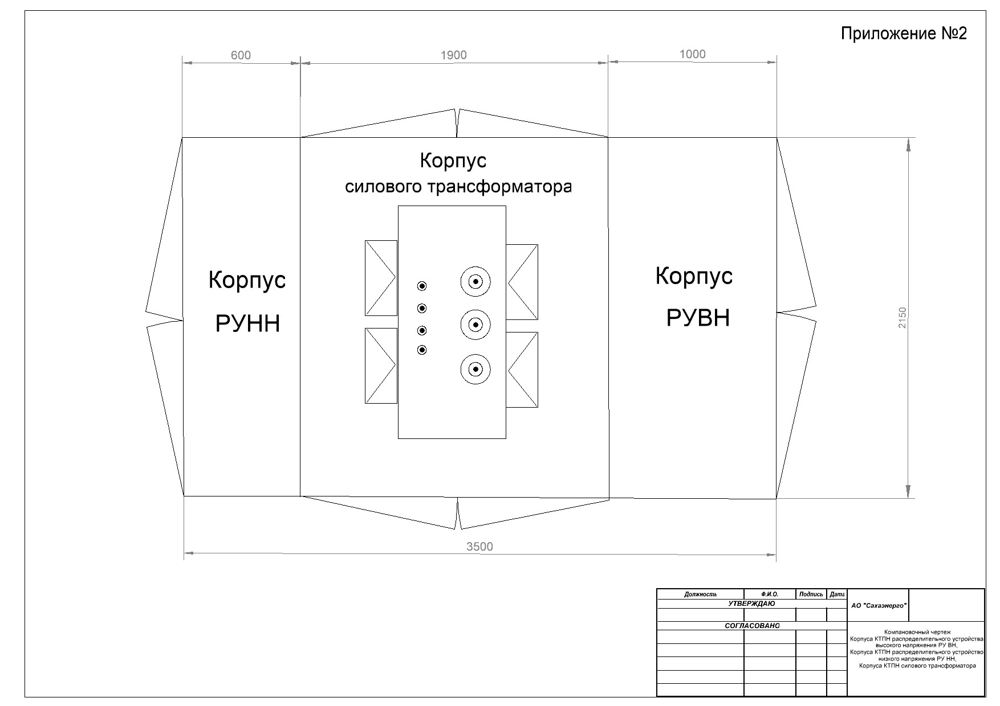 Приложение №2
600
1900
1000
Корпус
силового трансформатора
Корпус
РУНН
Корпус
РУВН
2150
3500
Должность Ф.И.О. Подпись Дата
УТВЕРЖДАЮ
АО "Сахаэнерго"
СОГЛАСОВАНО
Компановочный чертеж
Корпуса КТПН распределительного устройства
высокого напряжения РУ ВН,
Корпуса КТПН распределительного устройство
низкого напряжения РУ НН,
Корпуса КТПН силового трансформатора